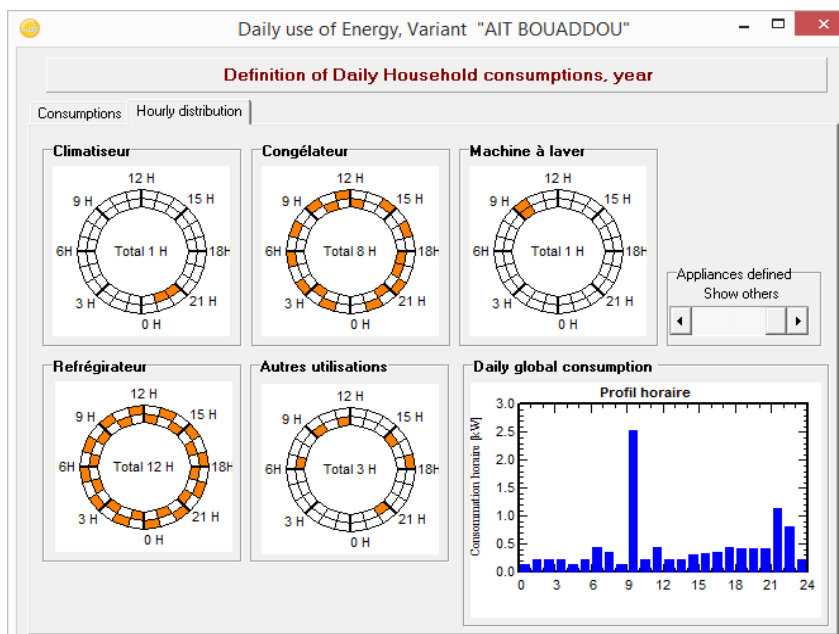 Daily use of Energy, Variant "AIT BOUADDOU"
Definition of Daily Household consumptions, year
Consumptions
Hourly distribution
Climatiseur
12 H
9 H
15 H
6H
Total 1 H
18H
3 H
21 H
0 H
Congélateur
12 H
9 H
15 H
6H
Total 8 H
18H
3 H
21 H
0 H
Machine à laver
12 H
9 H
15 H
6H
Total 1 H
18H
3 H
21 H
0 H
Appliances defined
Show others
Refrégirateur
12 H
9 H
15 H
6H
Total 12 H
18H
3 H
21 H
0 H
Autres utilisations
12 H
9 H
15 H
6H
Total 3 H
18H
3 H
21 H
0 H
Daily global consumption
Profil horaire
Consommation horaire [kW]
3.0
2.5
2.0
1.5
1.0
0.5
0.0
0 3 6 9 12 15 18 21 24